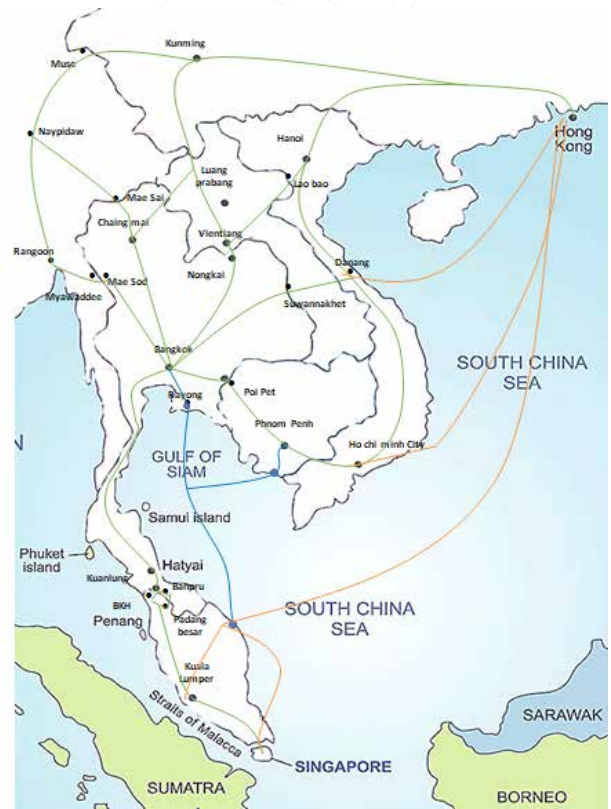 Kunming
Muse
Hong
Kong
Naypidaw
Hanoi
Luang
prabang
Lao bao
Mae Sai
Chaing mai
Vientiang
Rangoon
Nongkai
Danang
Mae Sod
Myawaddee
Suwannakhet
Bangkok
SOUTH CHINA
SEA
Poi Pet
Rayong
Phnom Penh
Ho chi minh City
GULF OF
SIAM
N
Samui island
Phuket
island
Hatyai
Kuanlung
Banpru
BKH
Penang
Padang
besar
SOUTH CHINA
SEA
Kuala
Lumper
Straits of Malacca
SARAWAK
SINGAPORE
SUMATRA
BORNEO